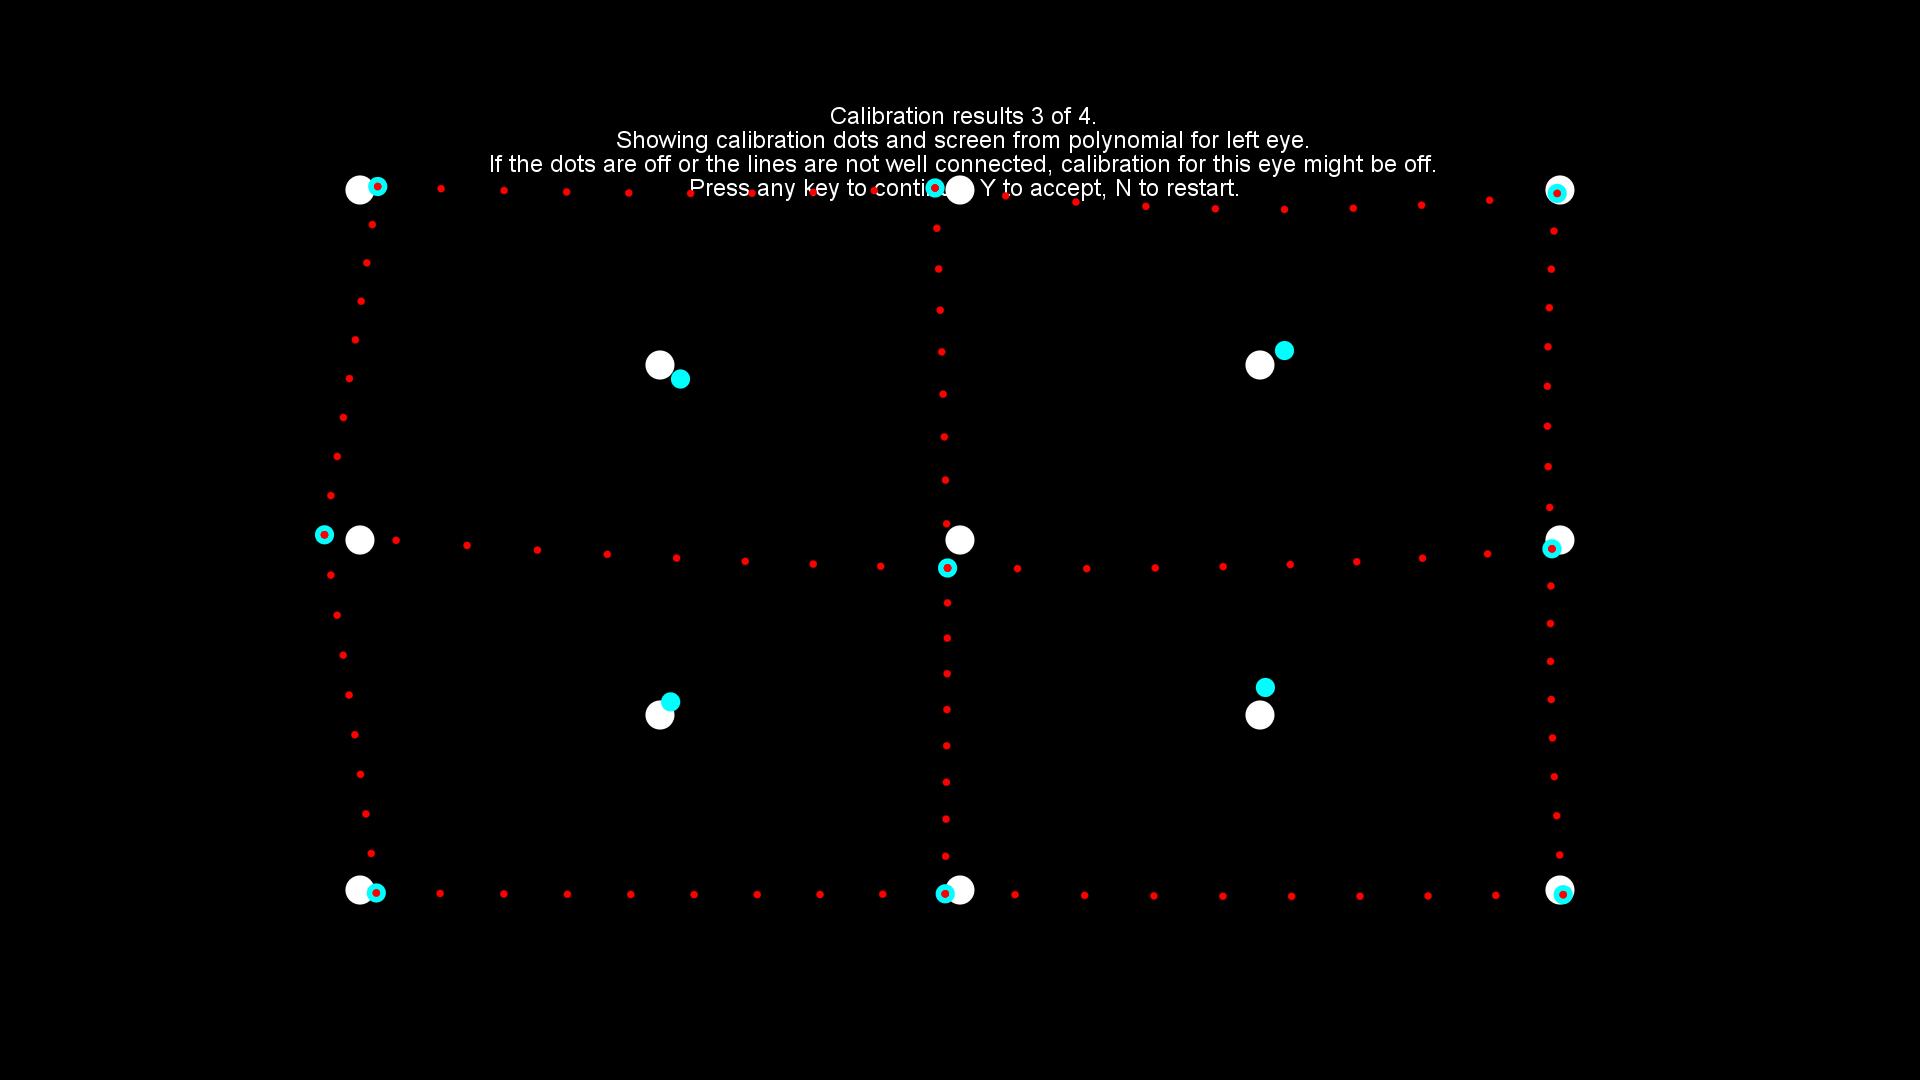 Calibration results 3 of 4.
Showing calibration dots and screen from polynomial for left eye.
If the dots are off or the lines are not well connected, calibration for this eye might be off.
Press any key to Y to accept, N to restart.